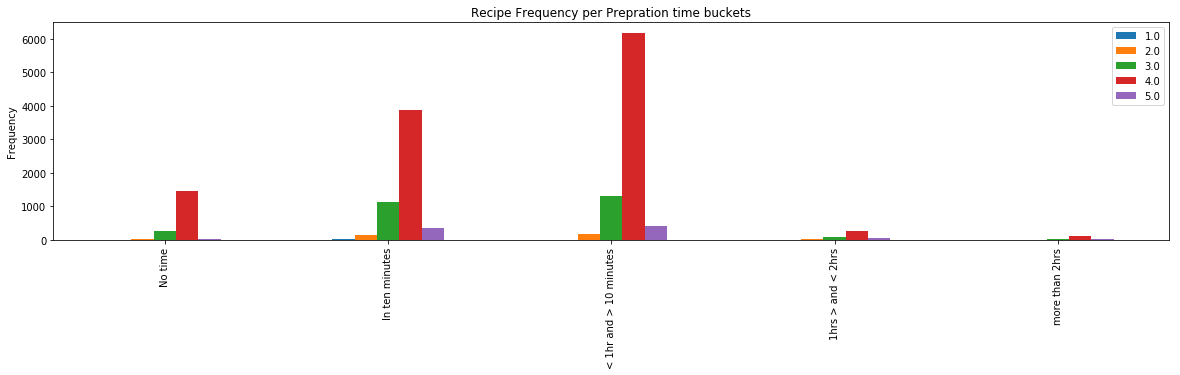 Recipe Frequency per Prepration time buckets
Frequency
6000
5000
4000
3000
2000
1000
0
1.0
2.0
3.0
4.0
5.0
No time
In ten minutes
< 1hr and > 10 minutes
1hrs > and < 2hrs
more than 2hrs